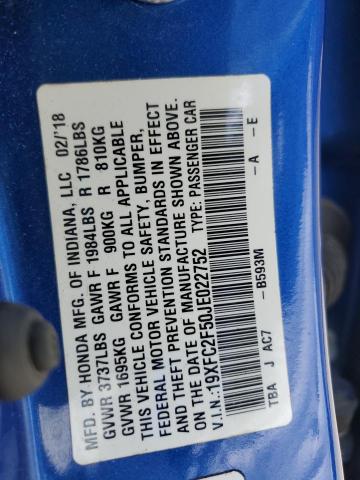 MFD. BY HONDA MFG. OF INDIANA, LLC 02/'18
GVWR 3737LBS GAWR F 1984LBS R 1786LBS
GVWR 1695KG GAWR F 900KG R 810KG
THIS VEHICLE CONFORMS TO ALL APPLICABLE
FEDERAL MOTOR VEHICLE SAFETY, BUMPER,
AND THEFT PREVENTION STANDARDS IN EFFECT
ON THE DATE OF MANUFACTURE SHOWN ABOVE.
V.I.N.:19XFC2F50JE022752 TYPE: PASSENGER CAR
-B593M -A -E
TBA J AC7